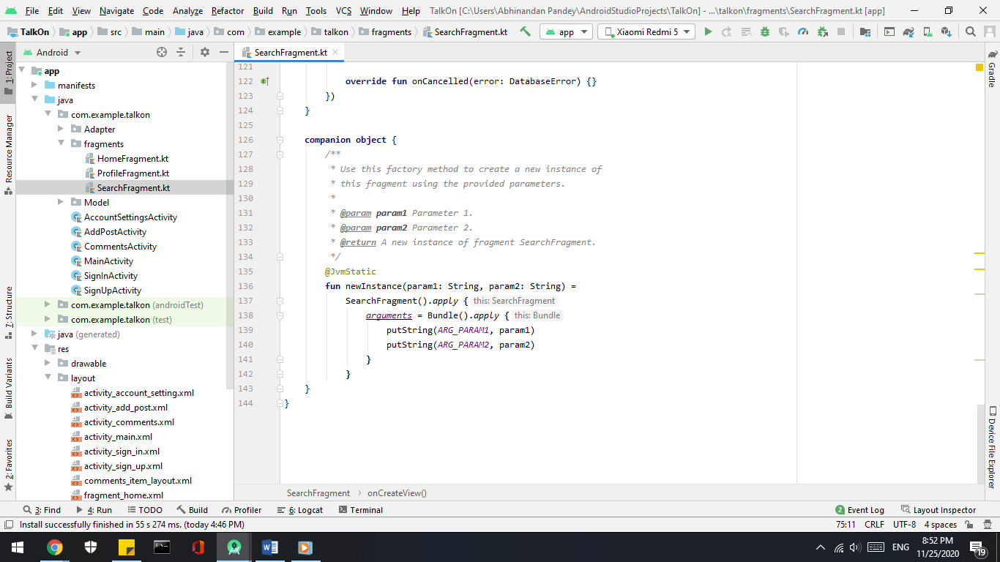 File Edit View Navigate Code Analyze Refactor Build Run Tools VCS Window Help TalkOn [C:\Users\Abhinandan Pandey\AndroidStudioProjects\TalkOn] - ...\talkon\fragments\SearchFragment.kt [app]
TalkOn app src main java com example talkon fragments SearchFragment.kt app Xiaomi Redmi 5
1: Project
Resource Manager
7: Structure
Build Variants
2: Favorites
Android
app
manifests
java
com.example.talkon
Adapter
fragments
HomeFragment.kt
ProfileFragment.kt
SearchFragment.kt
Model
AccountSettingsActivity
AddPostActivity
CommentsActivity
MainActivity
SignInActivity
SignUpActivity
com.example.talkon (androidTest)
com.example.talkon (test)
java (generated)
res
drawable
layout
activity_account_setting.xml
activity_add_post.xml
activity_comments.xml
activity_main.xml
activity_sign_in.xml
activity_sign_up.xml
comments_item_layout.xml
fragment_home.xml
SearchFragment.kt
121
122 override fun onCancelled(error: DatabaseError) {}
123 })
124 }
125
126 companion object {
127 /**
128 * Use this factory method to create a new instance of
129 * this fragment using the provided parameters.
130 *
131 * @param param1 Parameter 1.
132 * @param param2 Parameter 2.
133 * @return A new instance of fragment SearchFragment.
134 */
135 @JvmStatic
136 fun newInstance(param1: String, param2: String) =
137 SearchFragment().apply { this: SearchFragment
138 arguments = Bundle().apply { this: Bundle
139 putString(ARG_PARAM1, param1)
140 putString(ARG_PARAM2, param2)
141 }
142 }
143 }
144 }
SearchFragment › onCreateView()
Gradle
Device File Explorer
3: Find 4: Run TODO Build Profiler 6: Logcat Terminal 2 Event Log Layout Inspector
Install successfully finished in 55 s 274 ms. (today 4:46 PM) 75:11 CRLF UTF-8 4 spaces
ENG 8:52 PM
11/25/2020 19